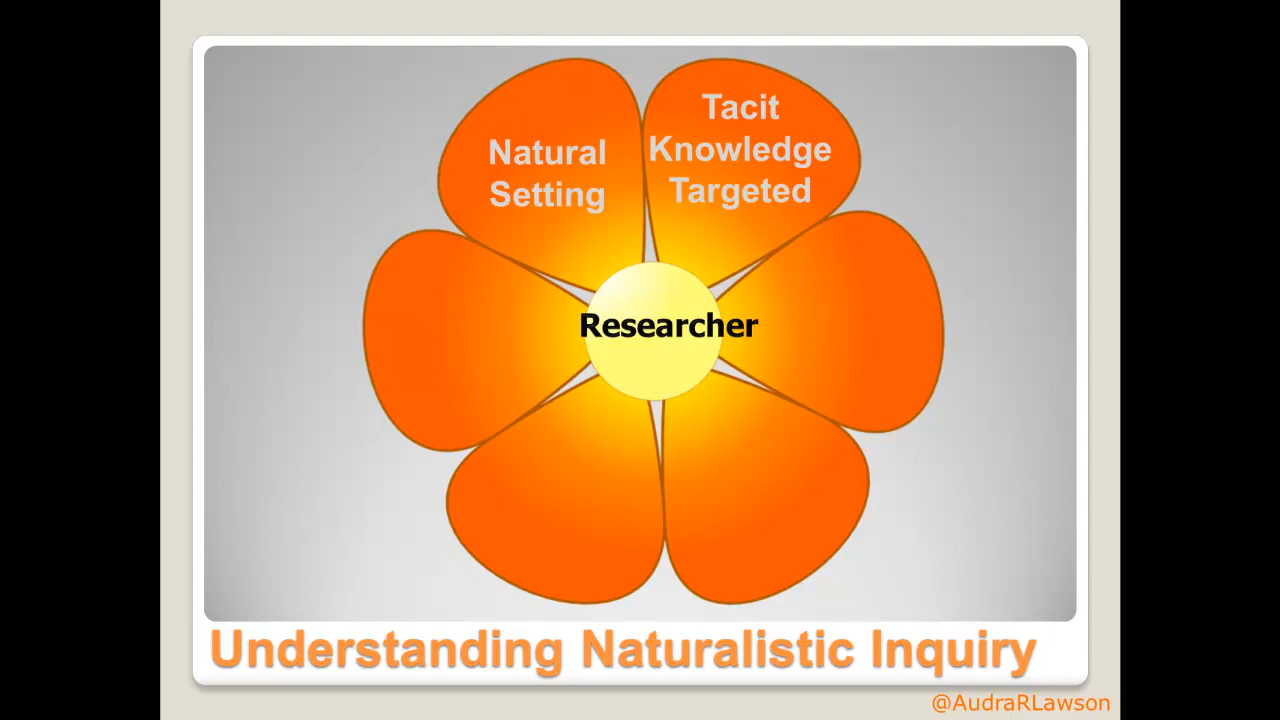 Natural
Setting
Tacit
Knowledge
Targeted
Researcher
Understanding Naturalistic Inquiry
@AudraRLawson